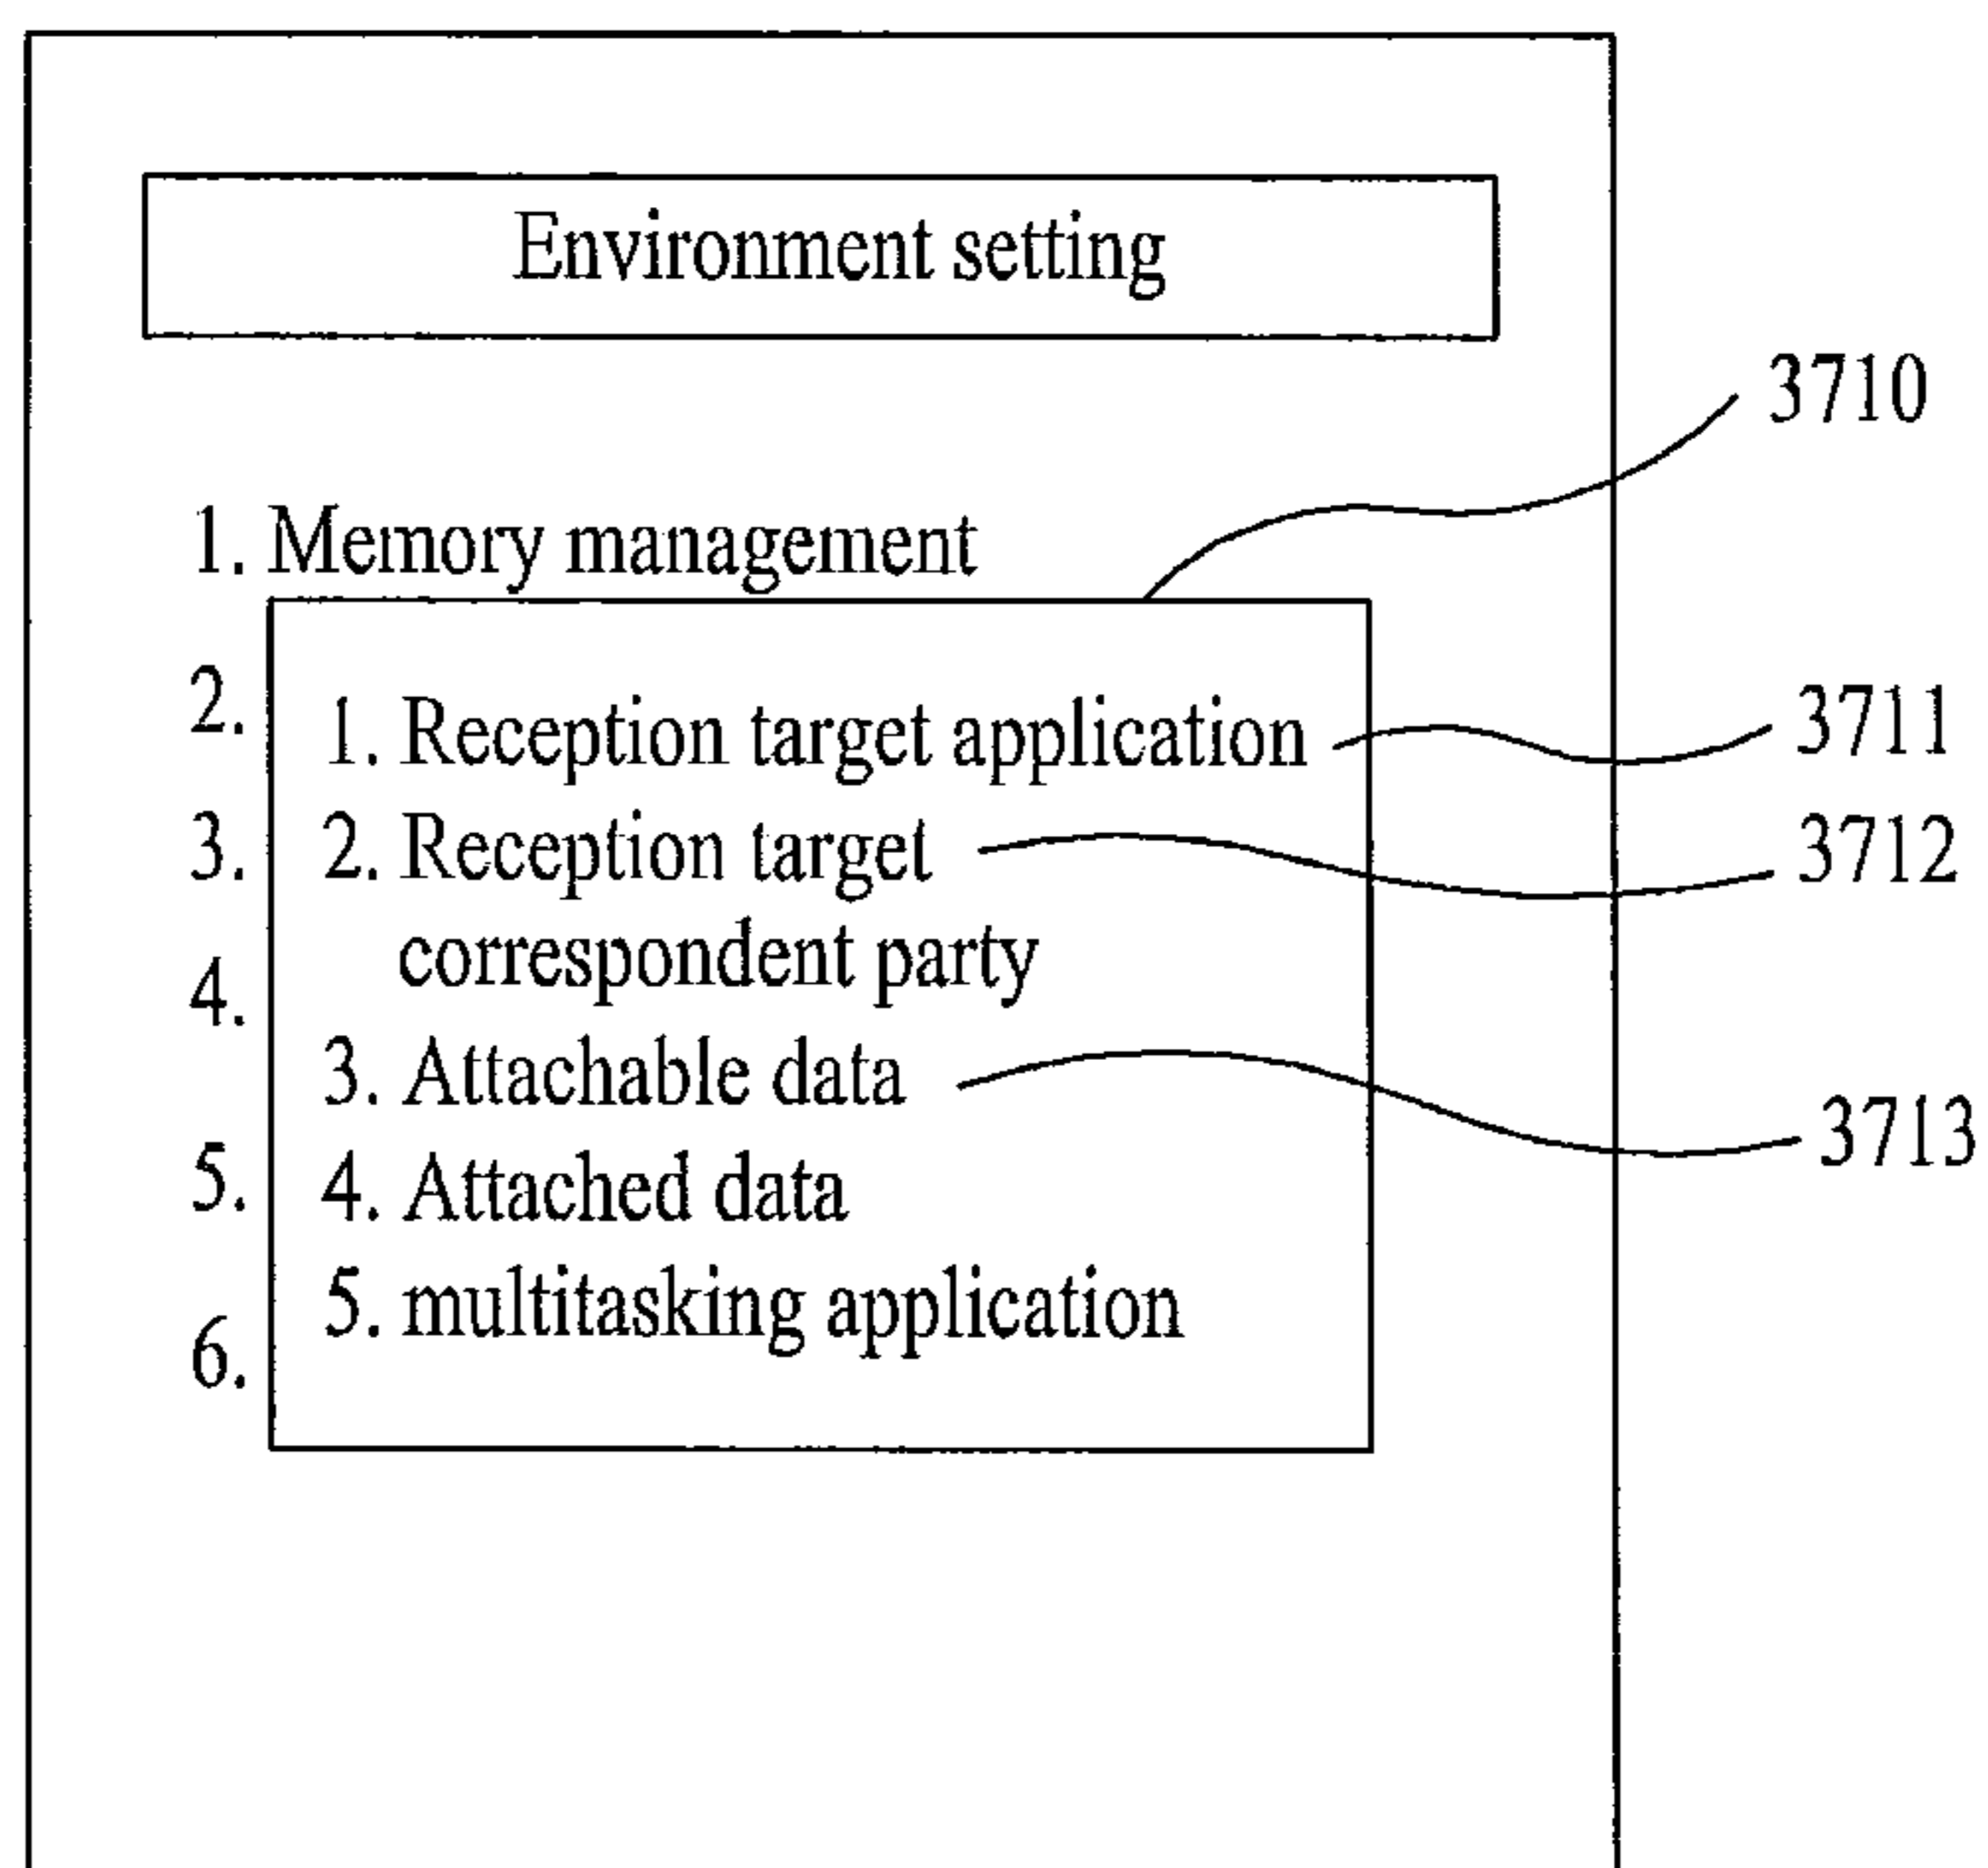 Environment setting
3710
1. Memory management
2.
1. Reception target application
3711
3.
2. Reception target
3712
correspondent party
4.
3. Attachable data
3713
5.
4. Attached data
5. multitasking application
6.